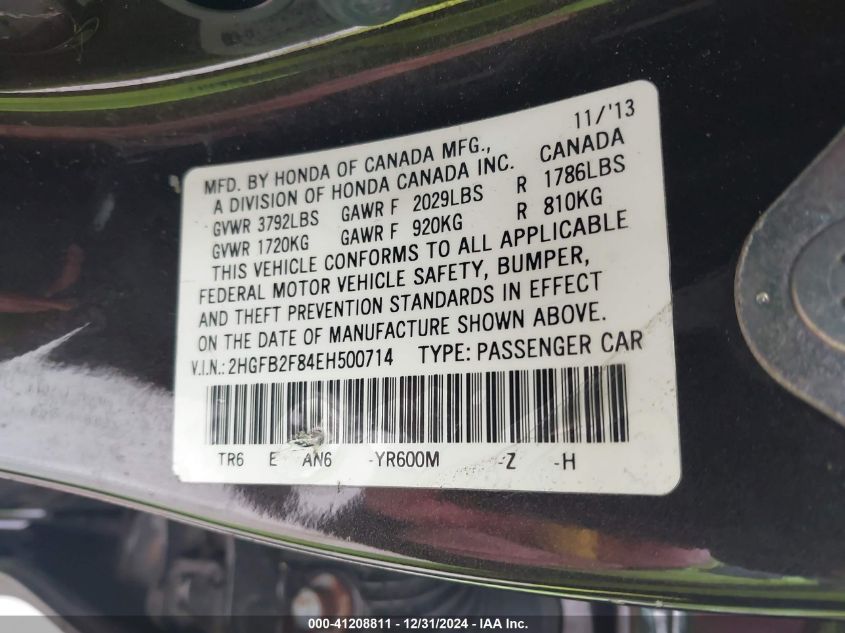 11/'13
MFD. BY HONDA OF CANADA MFG.,
A DIVISION OF HONDA CANADA INC. CANADA
GVWR 3792LBS GAWR F 2029LBS R 1786LBS
GVWR 1720KG GAWR F 920KG R 810KG
THIS VEHICLE CONFORMS TO ALL APPLICABLE
FEDERAL MOTOR VEHICLE SAFETY, BUMPER,
AND THEFT PREVENTION STANDARDS IN EFFECT
ON THE DATE OF MANUFACTURE SHOWN ABOVE.
V.I.N.: 2HGFB2F84EH500714 TYPE: PASSENGER CAR
TR6 E AN6 -YR600M -Z -H
000-41208811 - 12/31/2024 - IAA Inc.